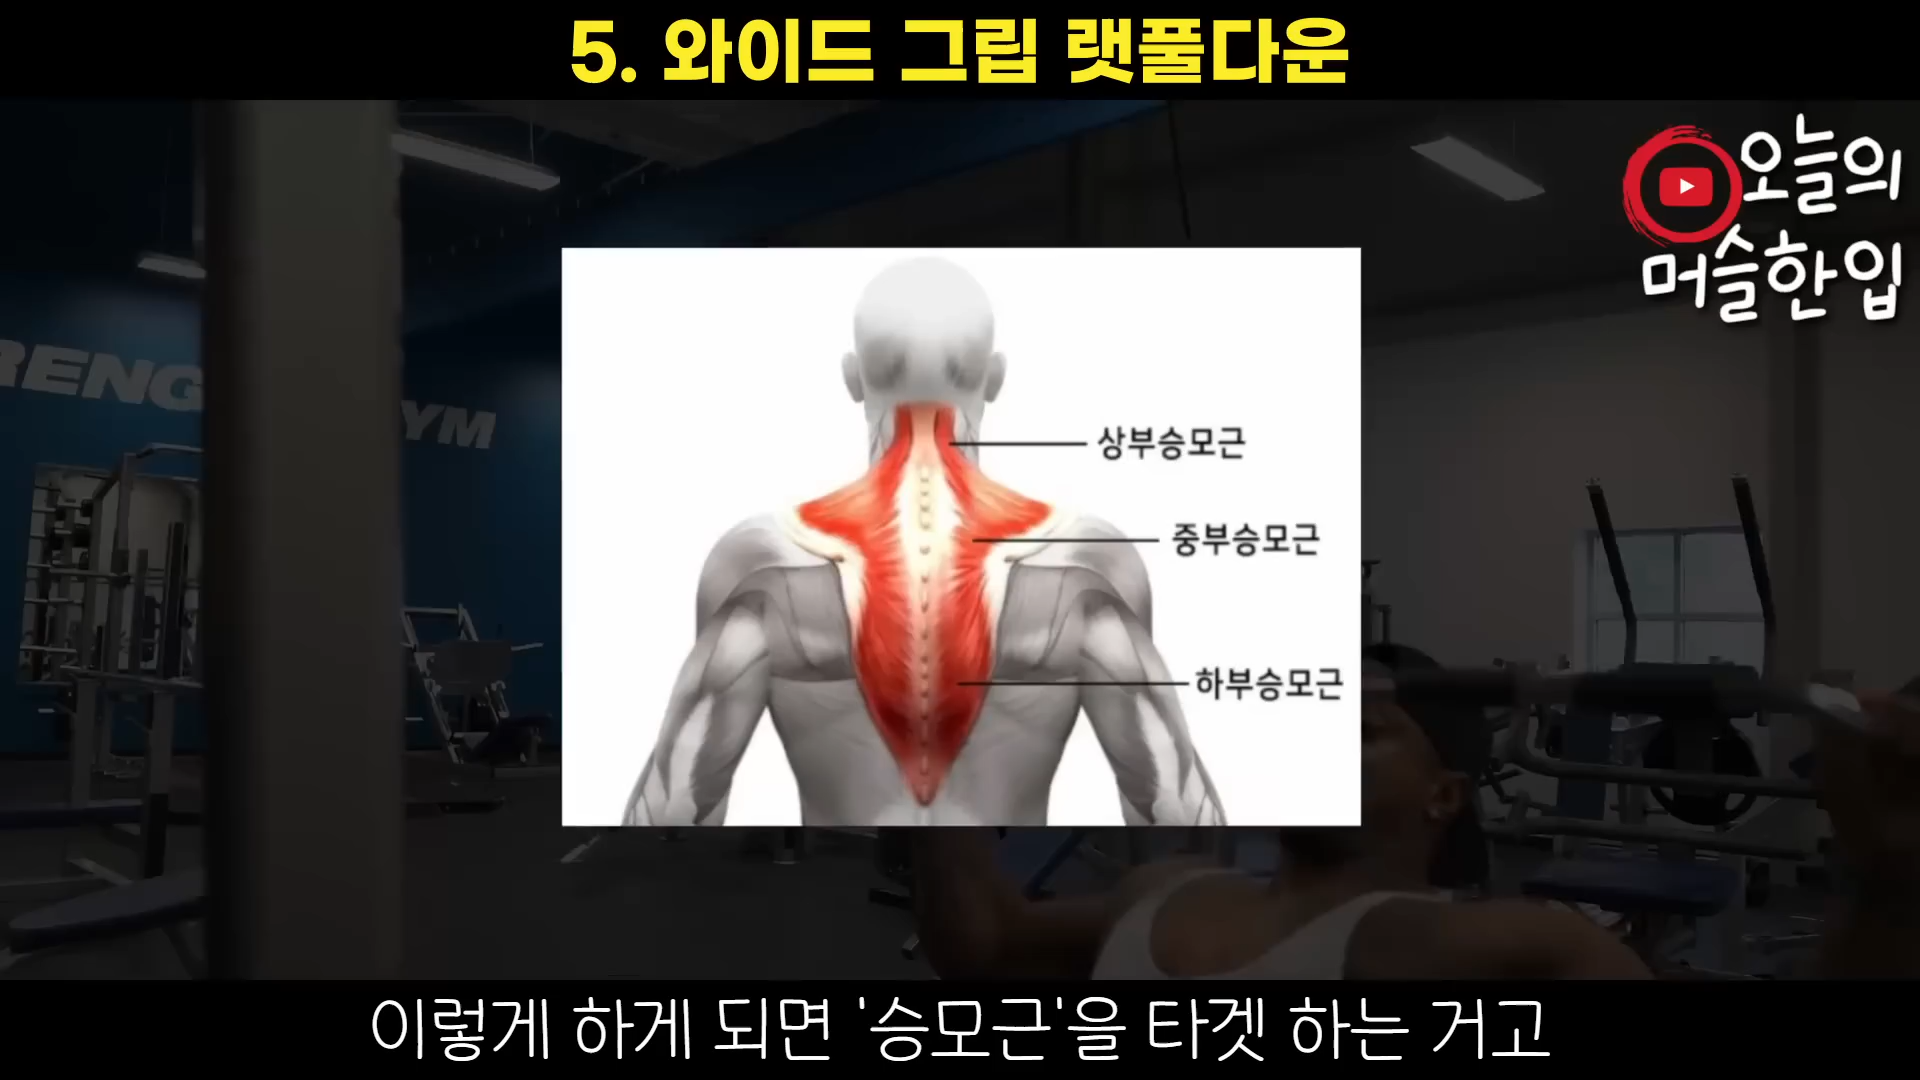 5. 와이드 그립 랫풀다운
오늘의
머슬한입
RENG
YM
상부승모근
중부승모근
하부승모근
이렇게 하게 되면 '승모근'을 타겟 하는 거고